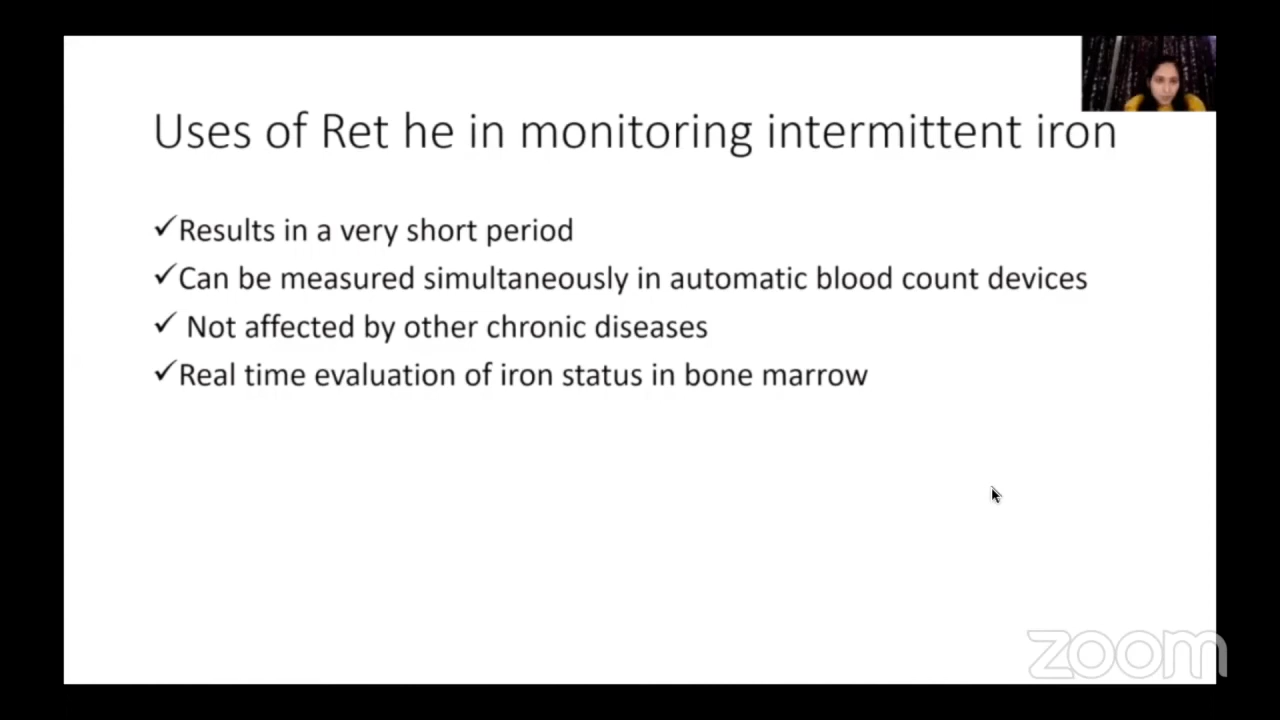 Uses of Ret he in monitoring intermittent iron
✓Results in a very short period
✓Can be measured simultaneously in automatic blood count devices
✓ Not affected by other chronic diseases
✓Real time evaluation of iron status in bone marrow
zoom